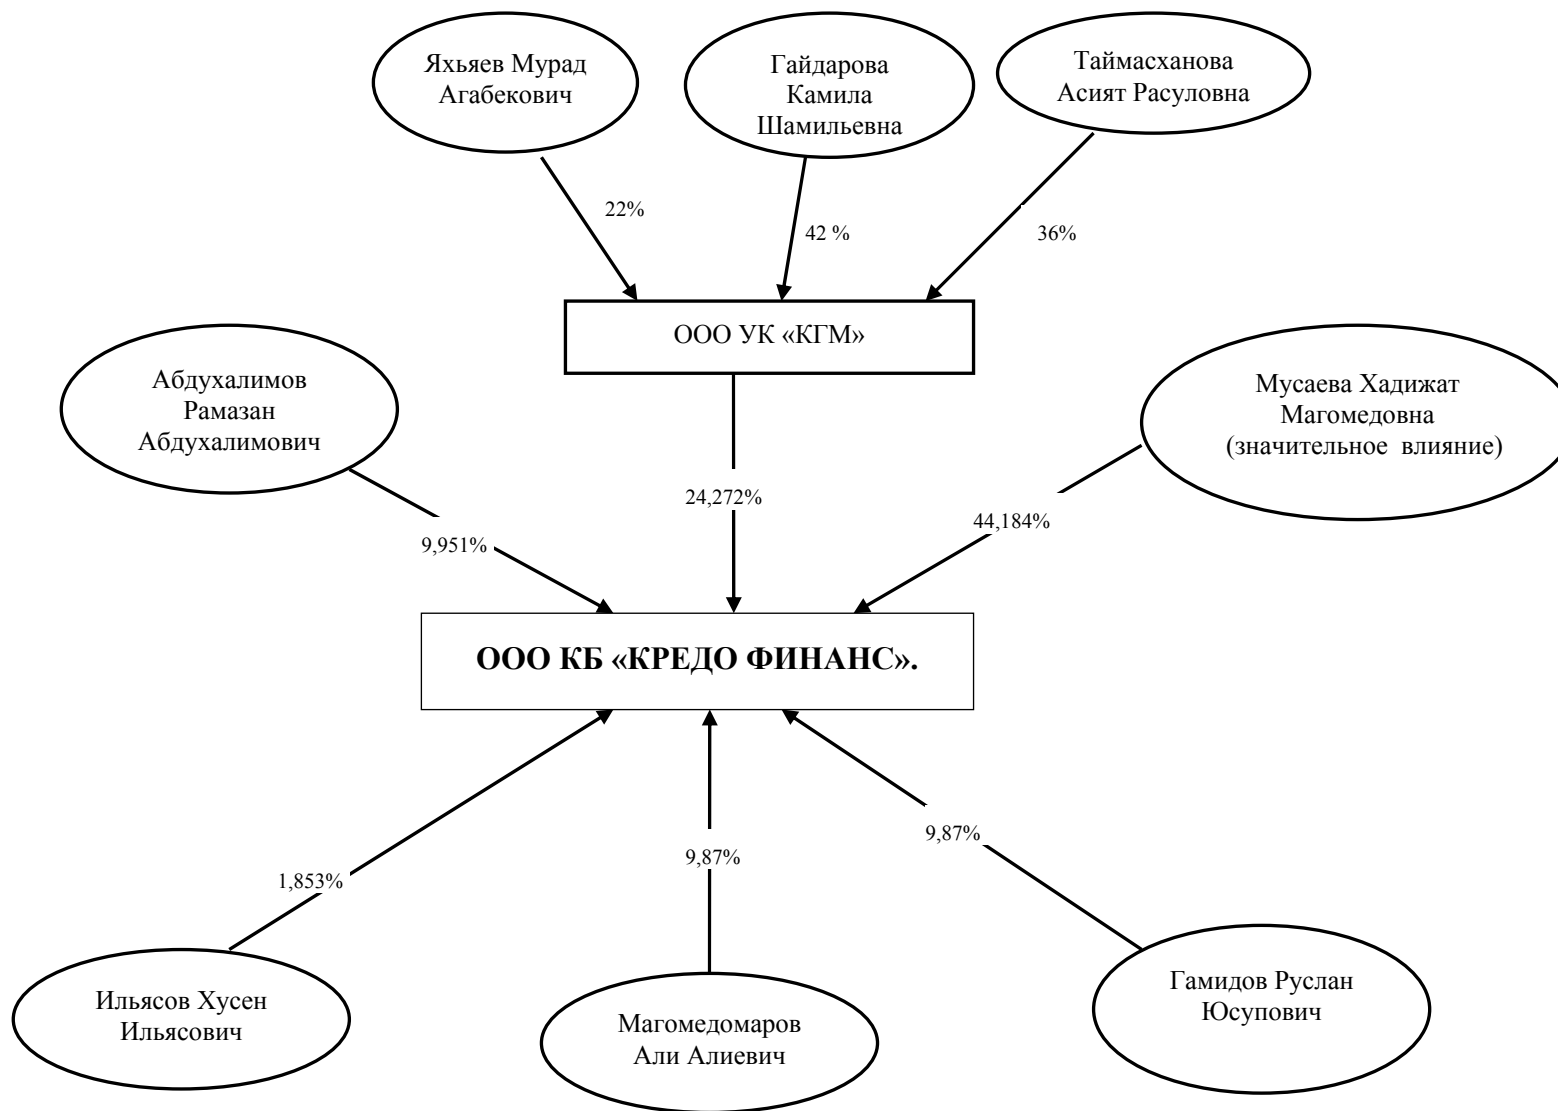 Яхьяев Мурад
Агабекович
Гайдарова
Камила
Шамильевна
Таймасханова
Асият Расуловна
22%
42 %
36%
ООО УК «КГМ»
Абдухалимов
Рамазан
Абдухалимович
Мусаева Хадижат
Магомедовна
(значительное влияние)
24,272%
44,184%
9,951%
ООО КБ «КРЕДО ФИНАНС».
9,87%
9,87%
1,853%
Ильясов Хусен
Ильясович
Магомедомаров
Али Алиевич
Гамидов Руслан
Юсупович